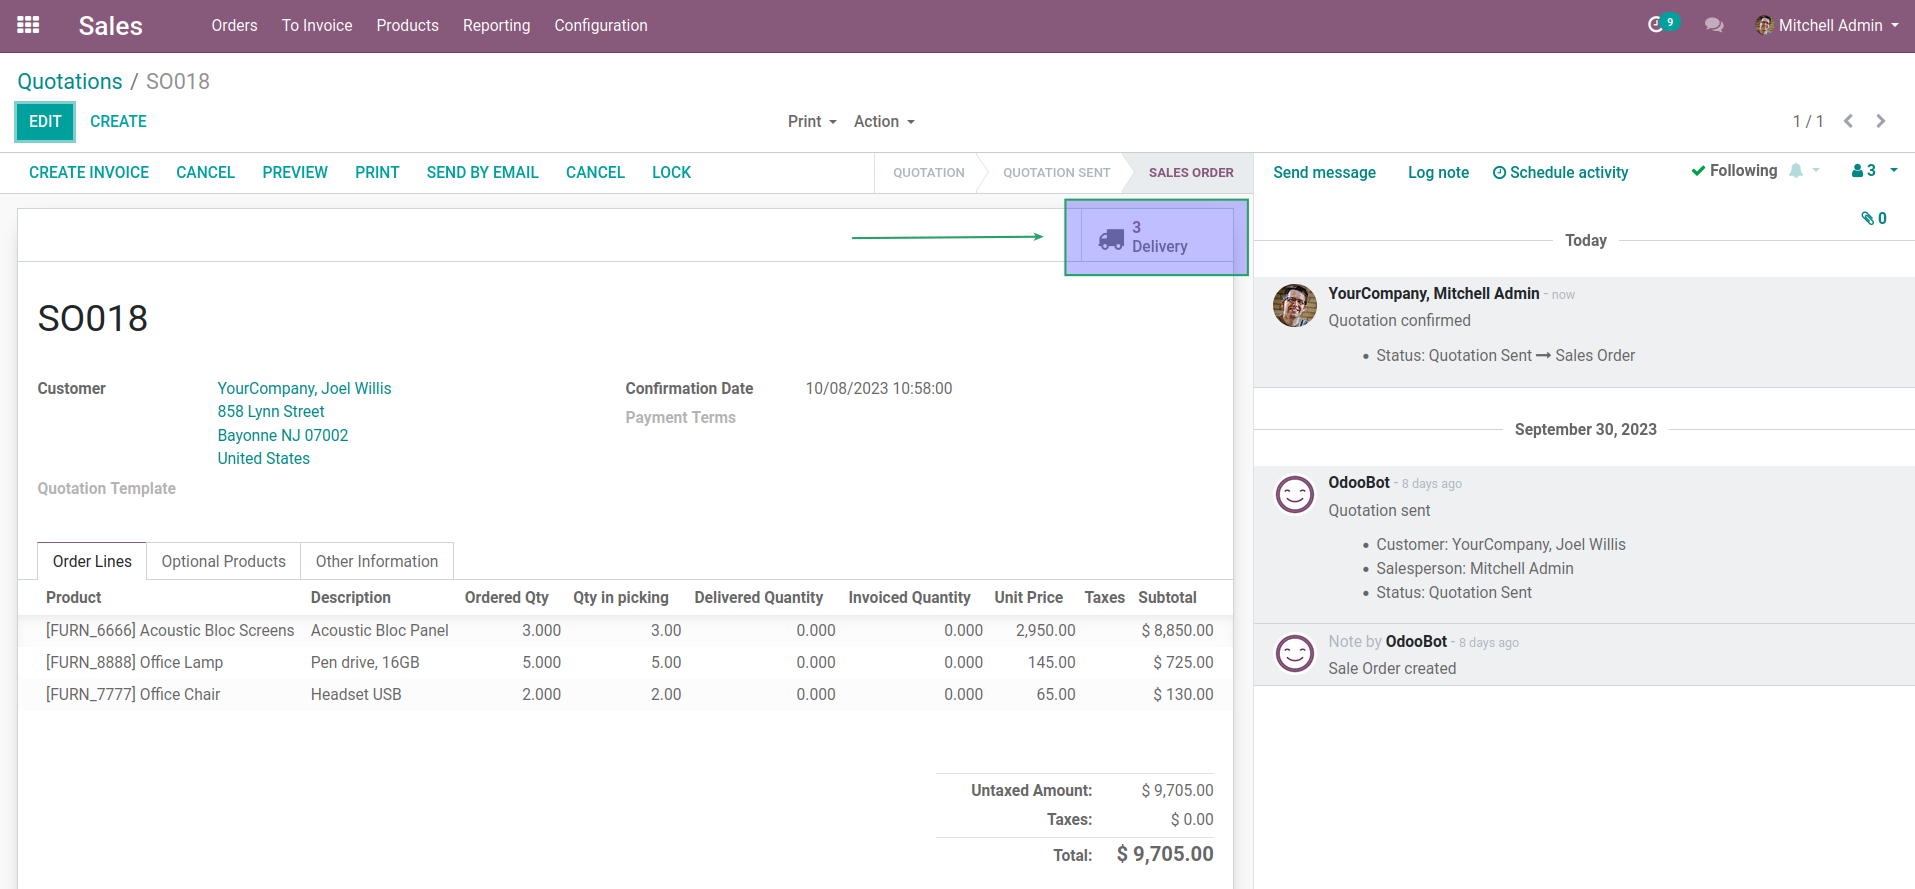 Sales Orders To Invoice Products Reporting Configuration 9 Mitchell Admin
Quotations / SO018
EDIT CREATE Print Action 1 / 1
CREATE INVOICE CANCEL PREVIEW PRINT SEND BY EMAIL CANCEL LOCK QUOTATION QUOTATION SENT SALES ORDER
3
Delivery
SO018
Customer YourCompany, Joel Willis
858 Lynn Street
Bayonne NJ 07002
United States
Confirmation Date 10/08/2023 10:58:00
Payment Terms
Quotation Template
Order Lines Optional Products Other Information
Product Description Ordered Qty Qty in picking Delivered Quantity Invoiced Quantity Unit Price Taxes Subtotal
[FURN_6666] Acoustic Bloc Screens Acoustic Bloc Panel 3.000 3.00 0.000 0.000 2,950.00 $ 8,850.00
[FURN_8888] Office Lamp Pen drive, 16GB 5.000 5.00 0.000 0.000 145.00 $ 725.00
[FURN_7777] Office Chair Headset USB 2.000 2.00 0.000 0.000 65.00 $ 130.00
Untaxed Amount: $ 9,705.00
Taxes: $ 0.00
Total: $ 9,705.00
Send message Log note Schedule activity Following 3
0
Today
YourCompany, Mitchell Admin - now
Quotation confirmed
• Status: Quotation Sent → Sales Order
September 30, 2023
OdooBot - 8 days ago
Quotation sent
• Customer: YourCompany, Joel Willis
• Salesperson: Mitchell Admin
• Status: Quotation Sent
Note by OdooBot - 8 days ago
Sale Order created